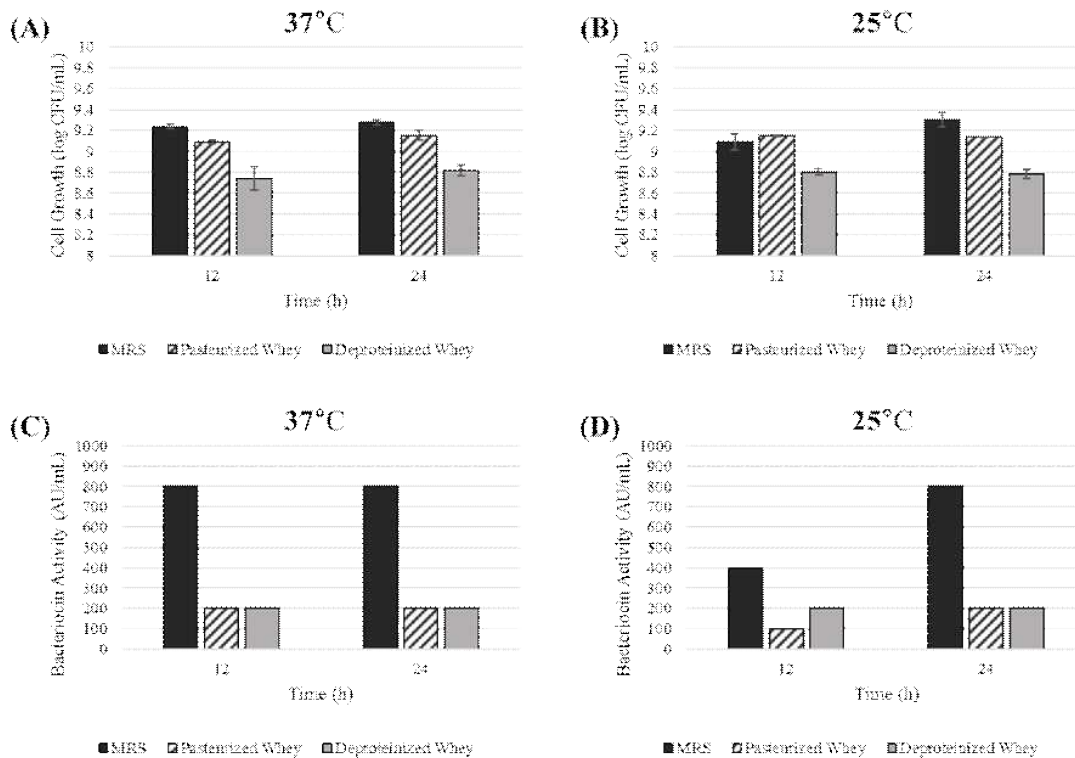 (A)
37°C
Cell Growth (log CFU/mL)
10
9.8
9.6
9.4
9.2
9
8.8
8.6
8.4
8.2
8
12
24
Time (h)
MRS
Pasteurized Whey
Deproteinized Whey
(B)
25°C
Cell Growth (log CFU/mL)
10
9.8
9.6
9.4
9.2
9
8.8
8.6
8.4
8.2
8
12
24
Time (h)
MRS
Pasteurized Whey
Deproteinized Whey
(C)
37°C
Bacteriocin Activity (AU/mL)
1000
900
800
700
600
500
400
300
200
100
0
12
24
Time (h)
MRS
Pasteurized Whey
Deproteinized Whey
(D)
25°C
Bacteriocin Activity (AU/mL)
1000
900
800
700
600
500
400
300
200
100
0
12
24
Time (h)
MRS
Pasteurized Whey
Deproteinized Whey